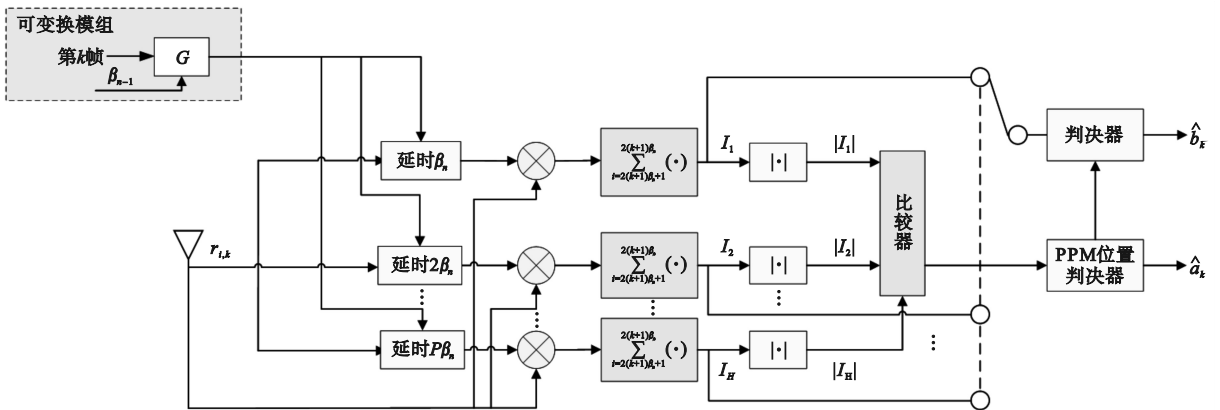 可变换模组
第k帧
G
β_{n-1}
延时β_n
2(k+1)β_n
∑(·)
i=2(k+1)β_n+1
I_1
|·|
|I_1|
比较器
判决器
b̂_k
r_{i,k}
延时2β_n
2(k+1)β_n
∑(·)
i=2(k+1)β_n+1
I_2
|·|
|I_2|
PPM位置
判决器
â_k
延时Pβ_n
2(k+1)β_n
∑(·)
i=2(k+1)β_n+1
I_H
|·|
|I_H|